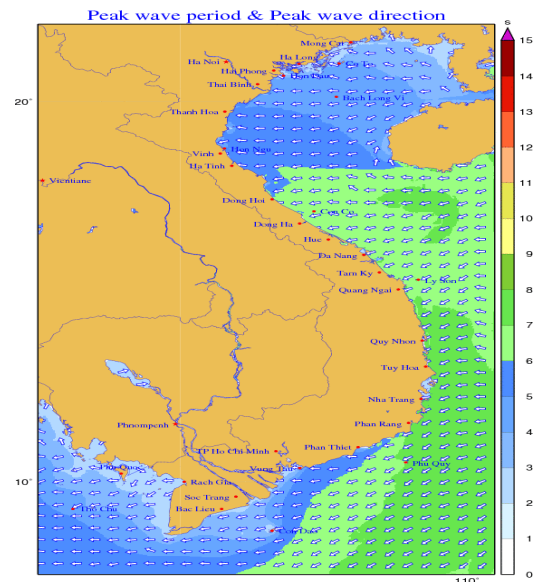 Peak wave period & Peak wave direction
s
15
14
13
12
11
10
9
8
7
6
5
4
3
2
1
0
20°
10°
110°
Mong Cai
Ha Noi
Ha Long
Hai Phong
Co To
Hon Dau
Thai Binh
Bach Long Vi
Thanh Hoa
Hon Ngu
Vinh
Ha Tinh
Vientiane
Dong Hoi
Con Co
Dong Ha
Hue
Da Nang
Tam Ky
Ly Son
Quang Ngai
Quy Nhon
Tuy Hoa
Nha Trang
Phnompenh
Phan Rang
TP Ho Chi Minh
Phan Thiet
Phu Quy
Phu Quoc
Vung Tau
Rach Gia
Soc Trang
Tho Chu
Bac Lieu
Con Dao